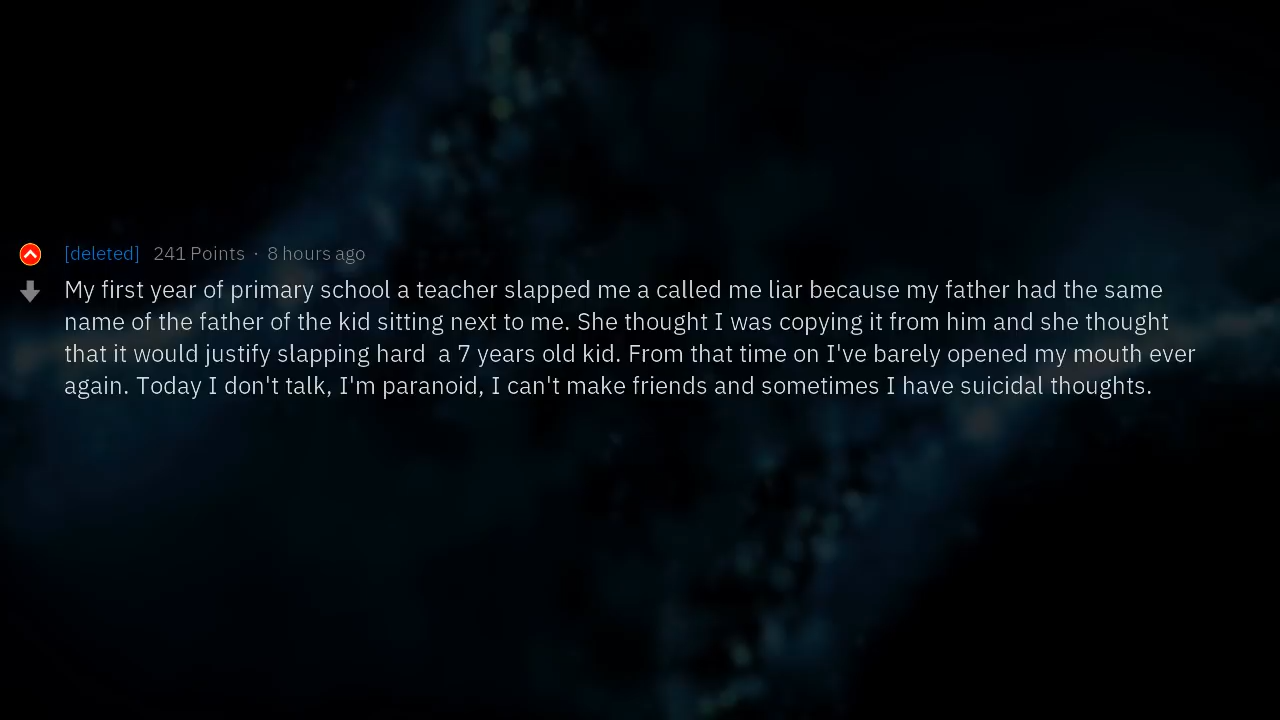 [deleted] 241 Points · 8 hours ago
My first year of primary school a teacher slapped me a called me liar because my father had the same
name of the father of the kid sitting next to me. She thought I was copying it from him and she thought
that it would justify slapping hard  a 7 years old kid. From that time on I've barely opened my mouth ever
again. Today I don't talk, I'm paranoid, I can't make friends and sometimes I have suicidal thoughts.